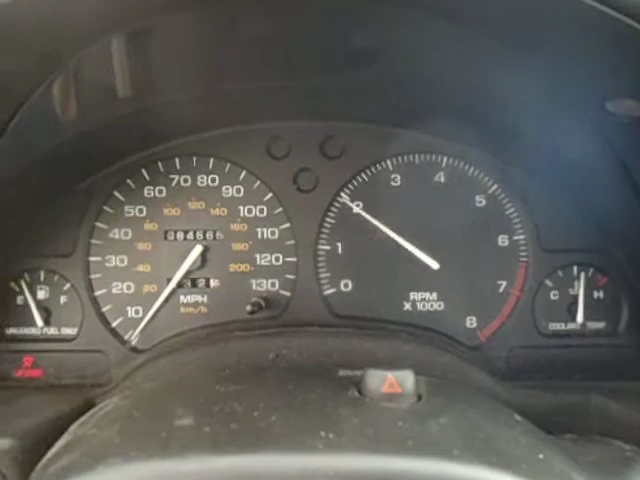 60 70 80 90
50 100
40 110
30 120
20 130
10
60 80 100 120 140 160
40 200
20
084665
MPH
km/h
0 1 2 3 4 5 6 7 8
RPM
X 1000
E F
UNLEADED FUEL ONLY
C H
COOLANT TEMP